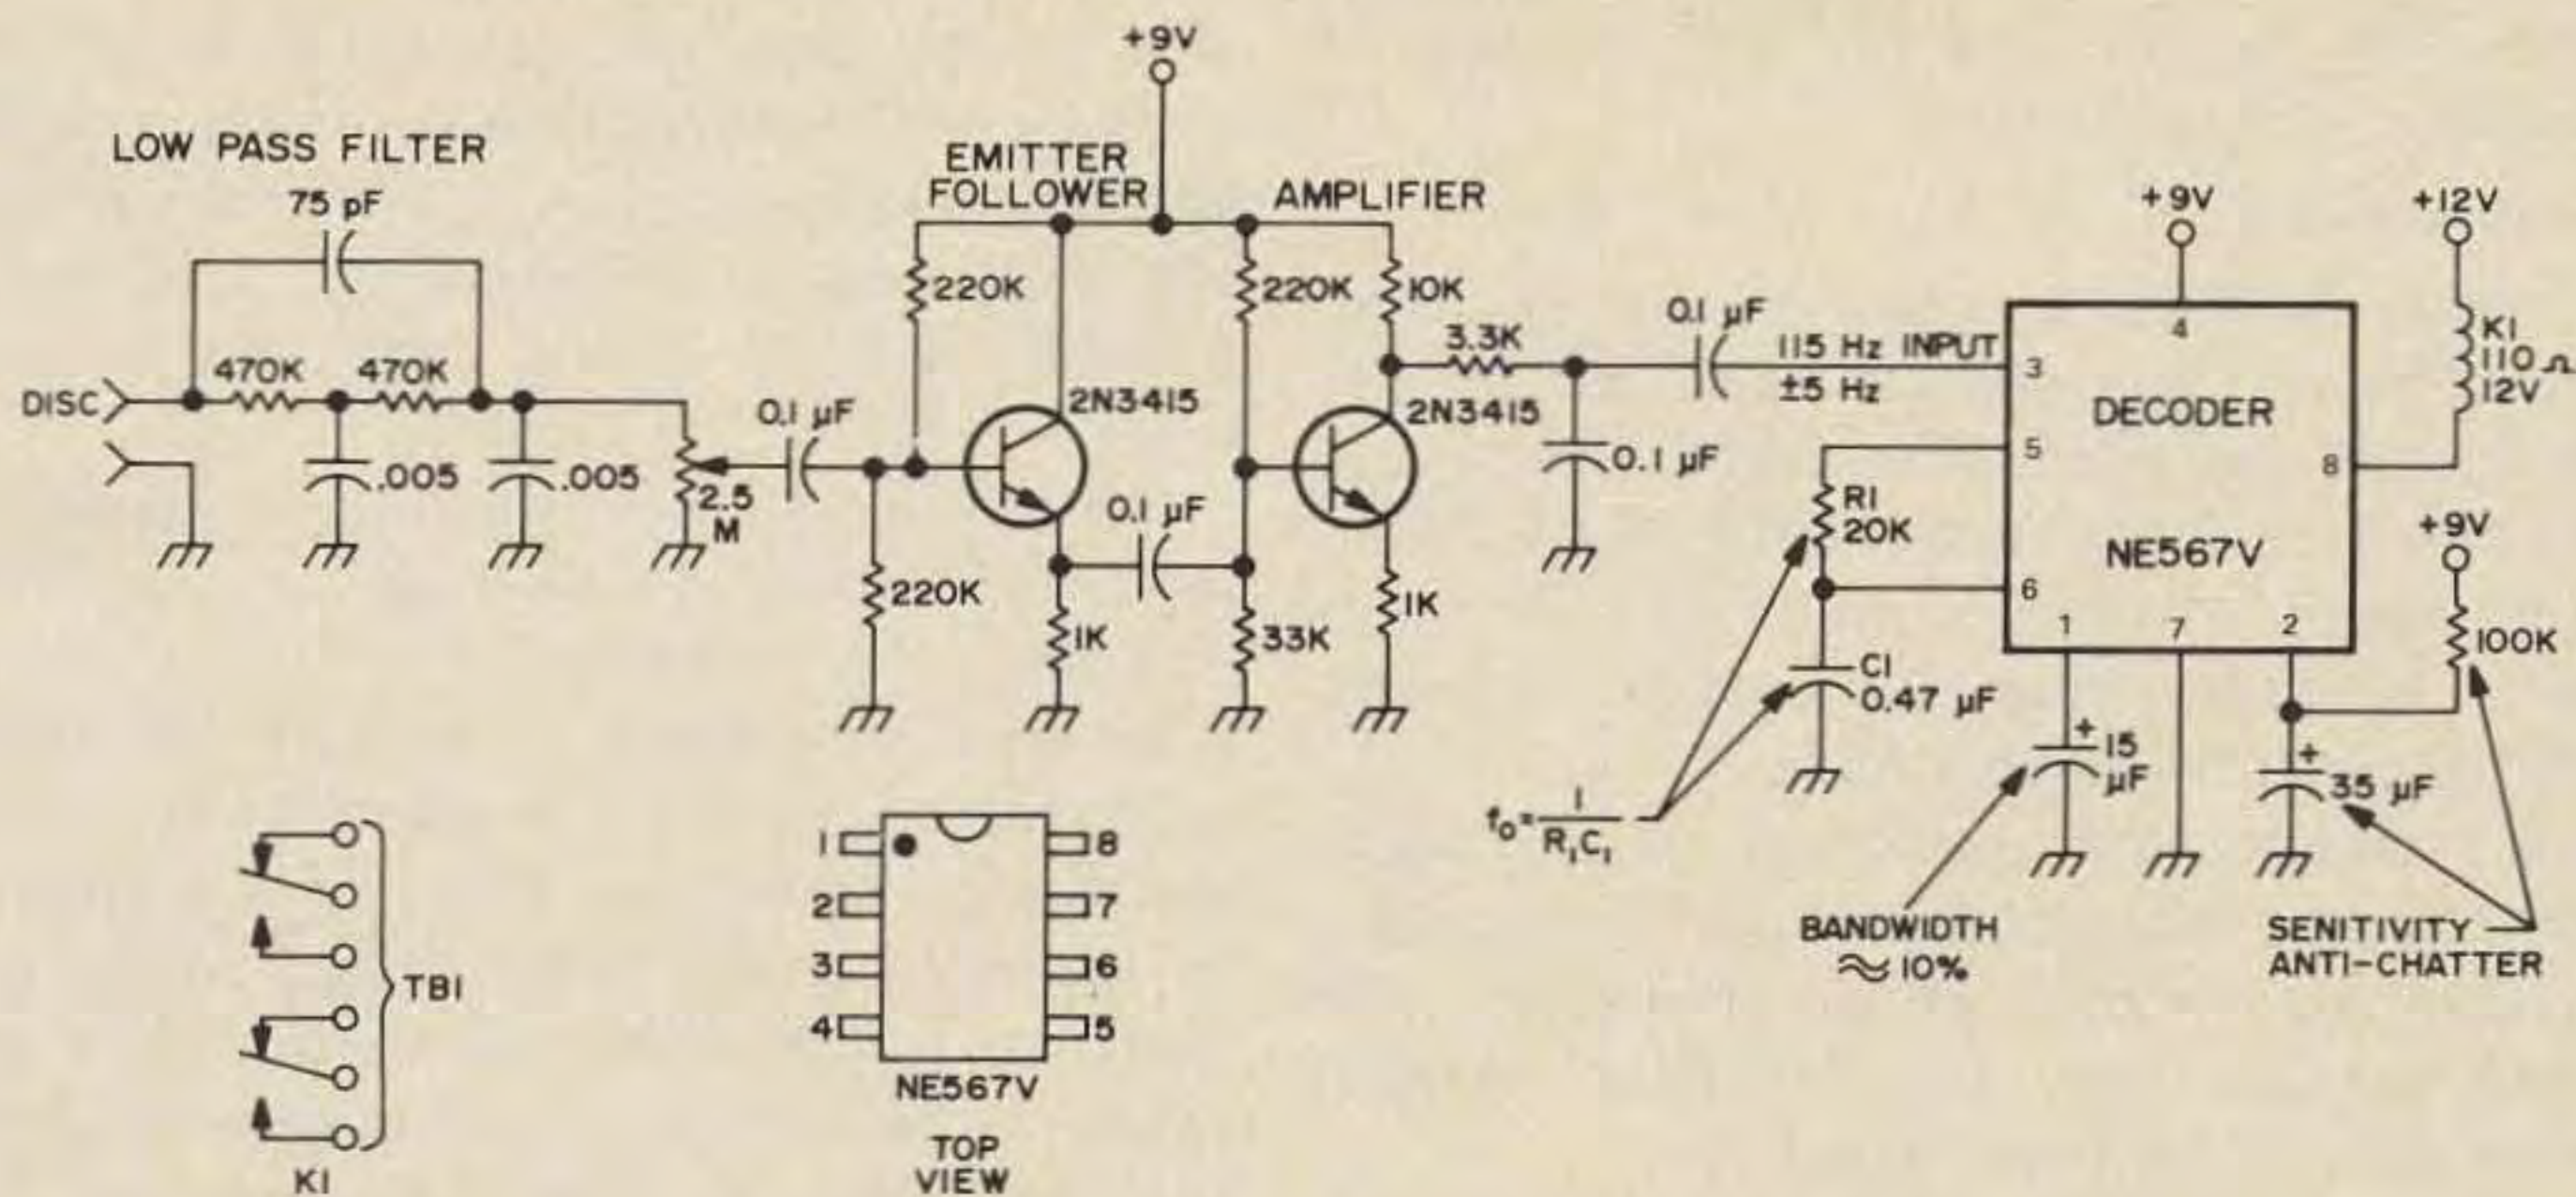 LOW PASS FILTER
75 pF
470K
470K
DISC
.005
.005
2.5
M
0.1 µF
+9V
EMITTER
FOLLOWER
AMPLIFIER
220K
220K
10K
2N3415
2N3415
0.1 µF
220K
1K
33K
1K
3.3K
0.1 µF
0.1 µF
115 Hz INPUT
±5 Hz
+9V
+12V
4
3
5
6
8
1
7
2
DECODER
NE567V
K1
110 Ω
12V
R1
20K
C1
0.47 µF
+9V
100K
+
15
µF
+
35 µF
f₀=1/R₁C₁
BANDWIDTH
≈ 10%
SENITIVITY
ANTI-CHATTER
TB1
K1
1
2
3
4
8
7
6
5
NE567V
TOP
VIEW